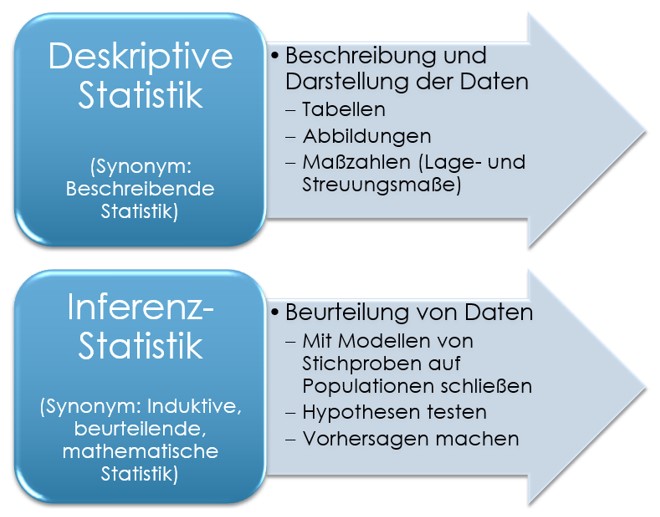 Deskriptive
Statistik
(Synonym:
Beschreibende
Statistik)
• Beschreibung und
Darstellung der Daten
– Tabellen
– Abbildungen
– Maßzahlen (Lage- und
Streuungsmaße)
Inferenz-
Statistik
(Synonym: Induktive,
beurteilende,
mathematische
Statistik)
• Beurteilung von Daten
– Mit Modellen von
Stichproben auf
Populationen schließen
– Hypothesen testen
– Vorhersagen machen